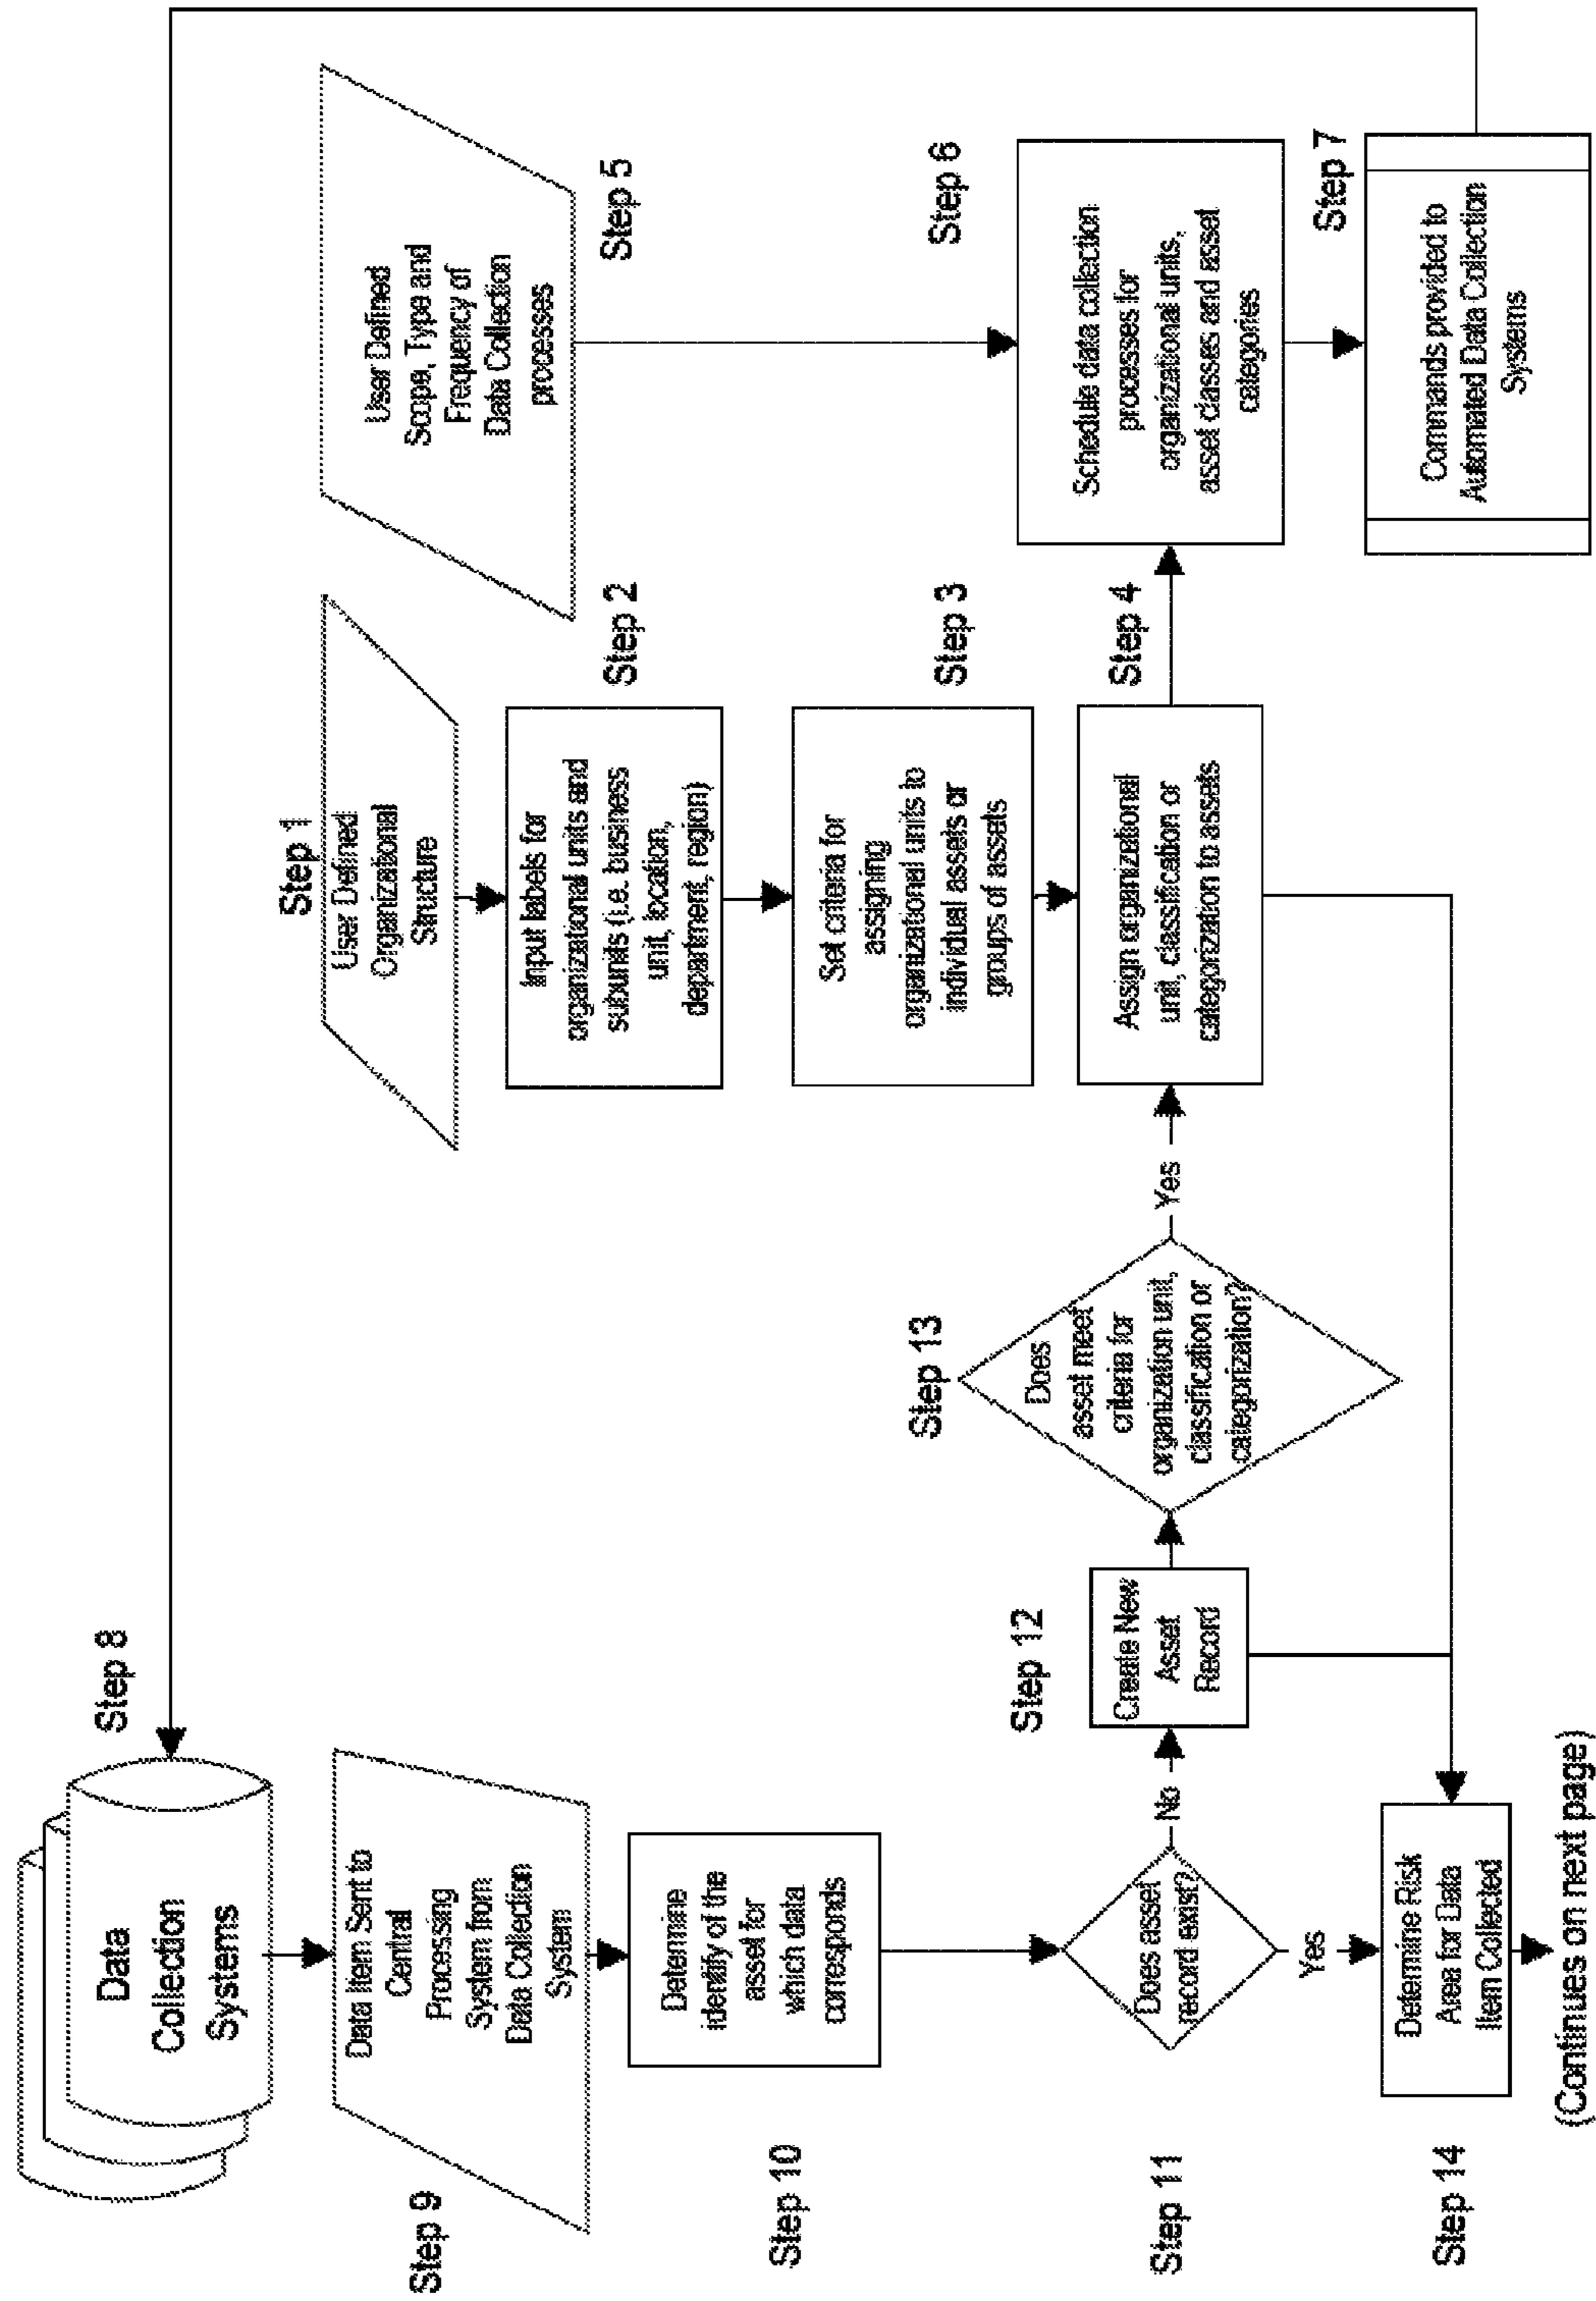 Step 8
Data
Collection
Systems
Step 9
Data Item Sent to
Central
Processing
System from
Data Collection
System
Step 10
Determine
identify of the
asset for
which data
corresponds
Step 11
Does asset
record exist?
No
Yes
Step 12
Create New
Asset
Record
Step 13
Does
asset meet
criteria for
organization unit,
classification or
categorization?
Yes
Step 14
Determine Risk
Area for Data
Item Collected
(Continues on next page)
Step 1
User Defined
Organizational
Structure
Step 2
Input labels for
organizational units and
subunits (i.e. business
unit, location,
department, region)
Step 3
Set criteria for
assigning
organizational units to
individual assets or
groups of assets
Step 4
Assign organizational
unit, classification or
categorization to assets
Step 5
User Defined
Scope, Type and
Frequency of
Data Collection
processes
Step 6
Schedule data collection
processes for
organizational units,
asset classes and asset
categories
Step 7
Commands provided to
Automated Data Collection
Systems